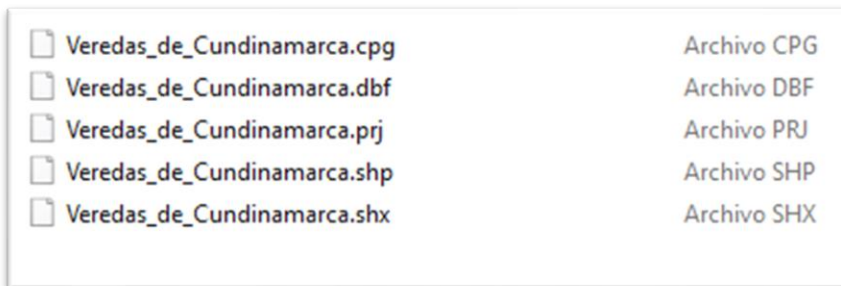 Veredas_de_Cundinamarca.cpg Archivo CPG
Veredas_de_Cundinamarca.dbf Archivo DBF
Veredas_de_Cundinamarca.prj Archivo PRJ
Veredas_de_Cundinamarca.shp Archivo SHP
Veredas_de_Cundinamarca.shx Archivo SHX